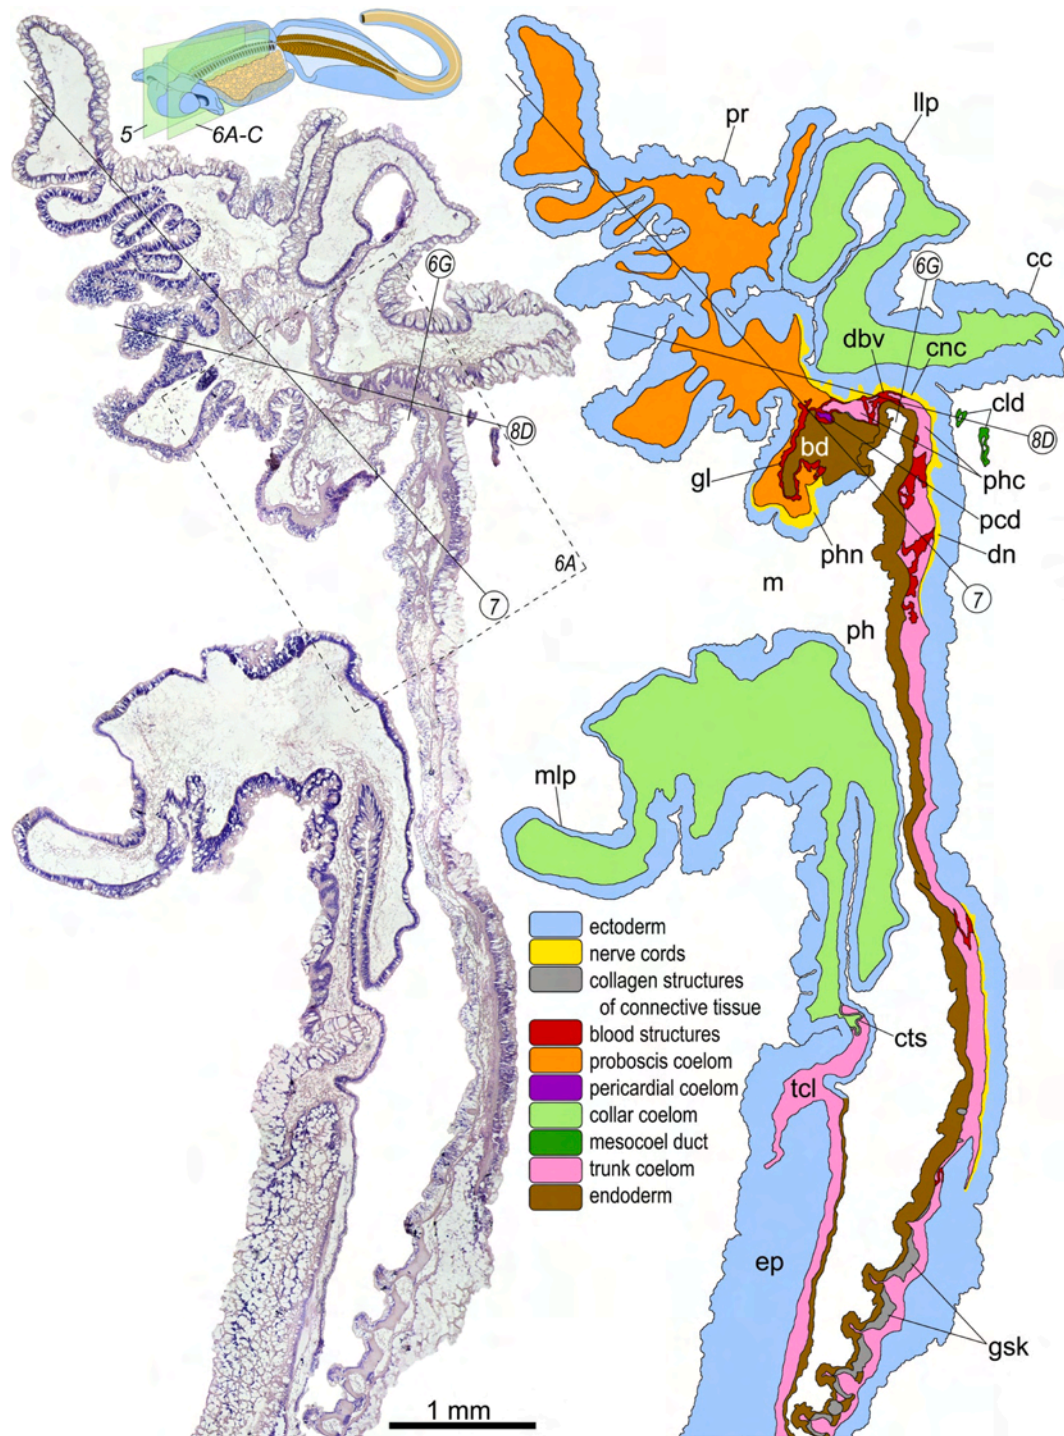 5
6A-C
6G
8D
6A
7
pr
llp
6G
cc
dbv
cnc
cld
8D
bd
gl
phc
pcd
phn
dn
m
7
ph
mlp
ectoderm
nerve cords
collagen structures
of connective tissue
blood structures
proboscis coelom
pericardial coelom
collar coelom
mesocoel duct
trunk coelom
endoderm
cts
tcl
ep
gsk
1 mm